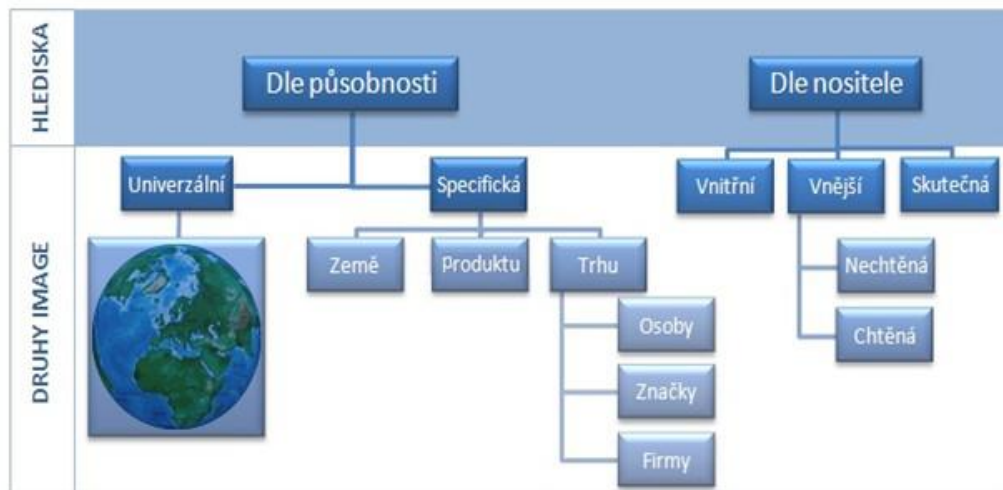 HLEDISKA
Dle působnosti
Dle nositele
DRUHY IMAGE
Univerzální
Specifická
Vnitřní
Vnější
Skutečná
Země
Produktu
Trhu
Nechtěná
Osoby
Chtěná
Značky
Firmy